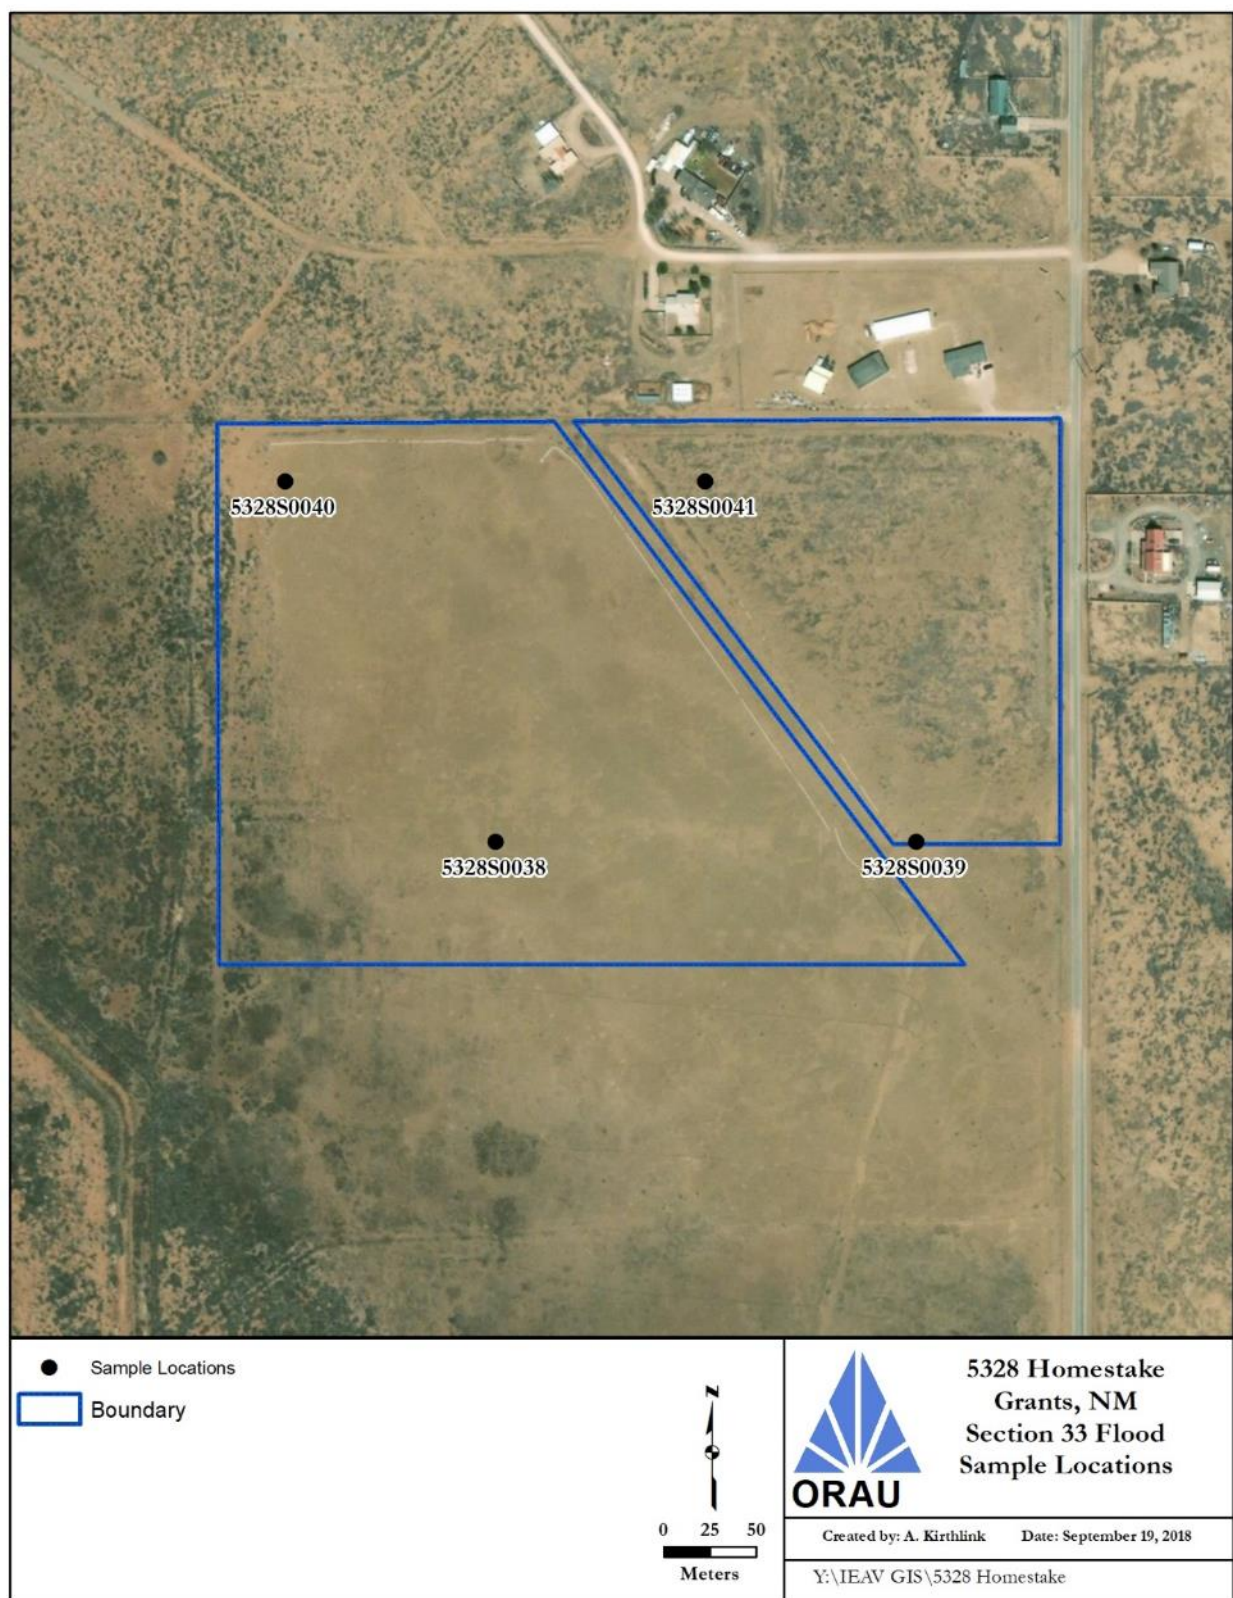 5328S0040
5328S0041
5328S0038
5328S0039
Sample Locations
Boundary
N
0 25 50
Meters
ORAU
5328 Homestake
Grants, NM
Section 33 Flood
Sample Locations
Created by: A. Kirthlink Date: September 19, 2018
Y:\IEAV GIS\5328 Homestake